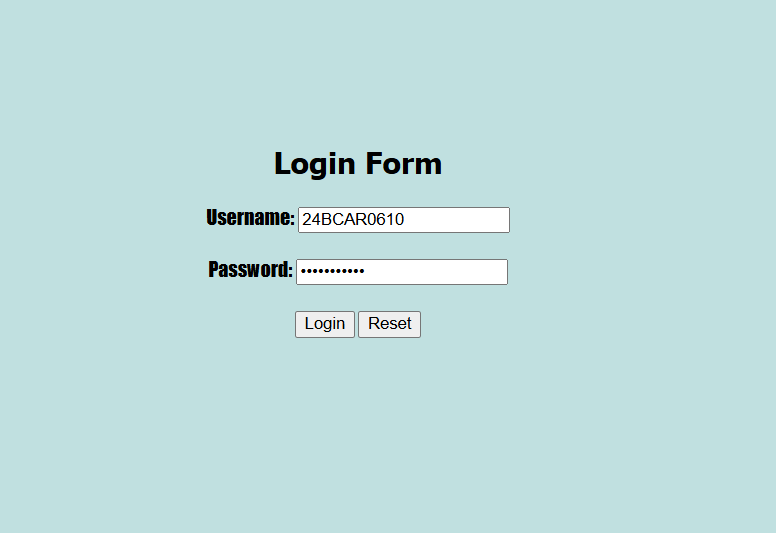 Login Form
Username: 24BCAR0610
Password: •••••••••••
Login Reset